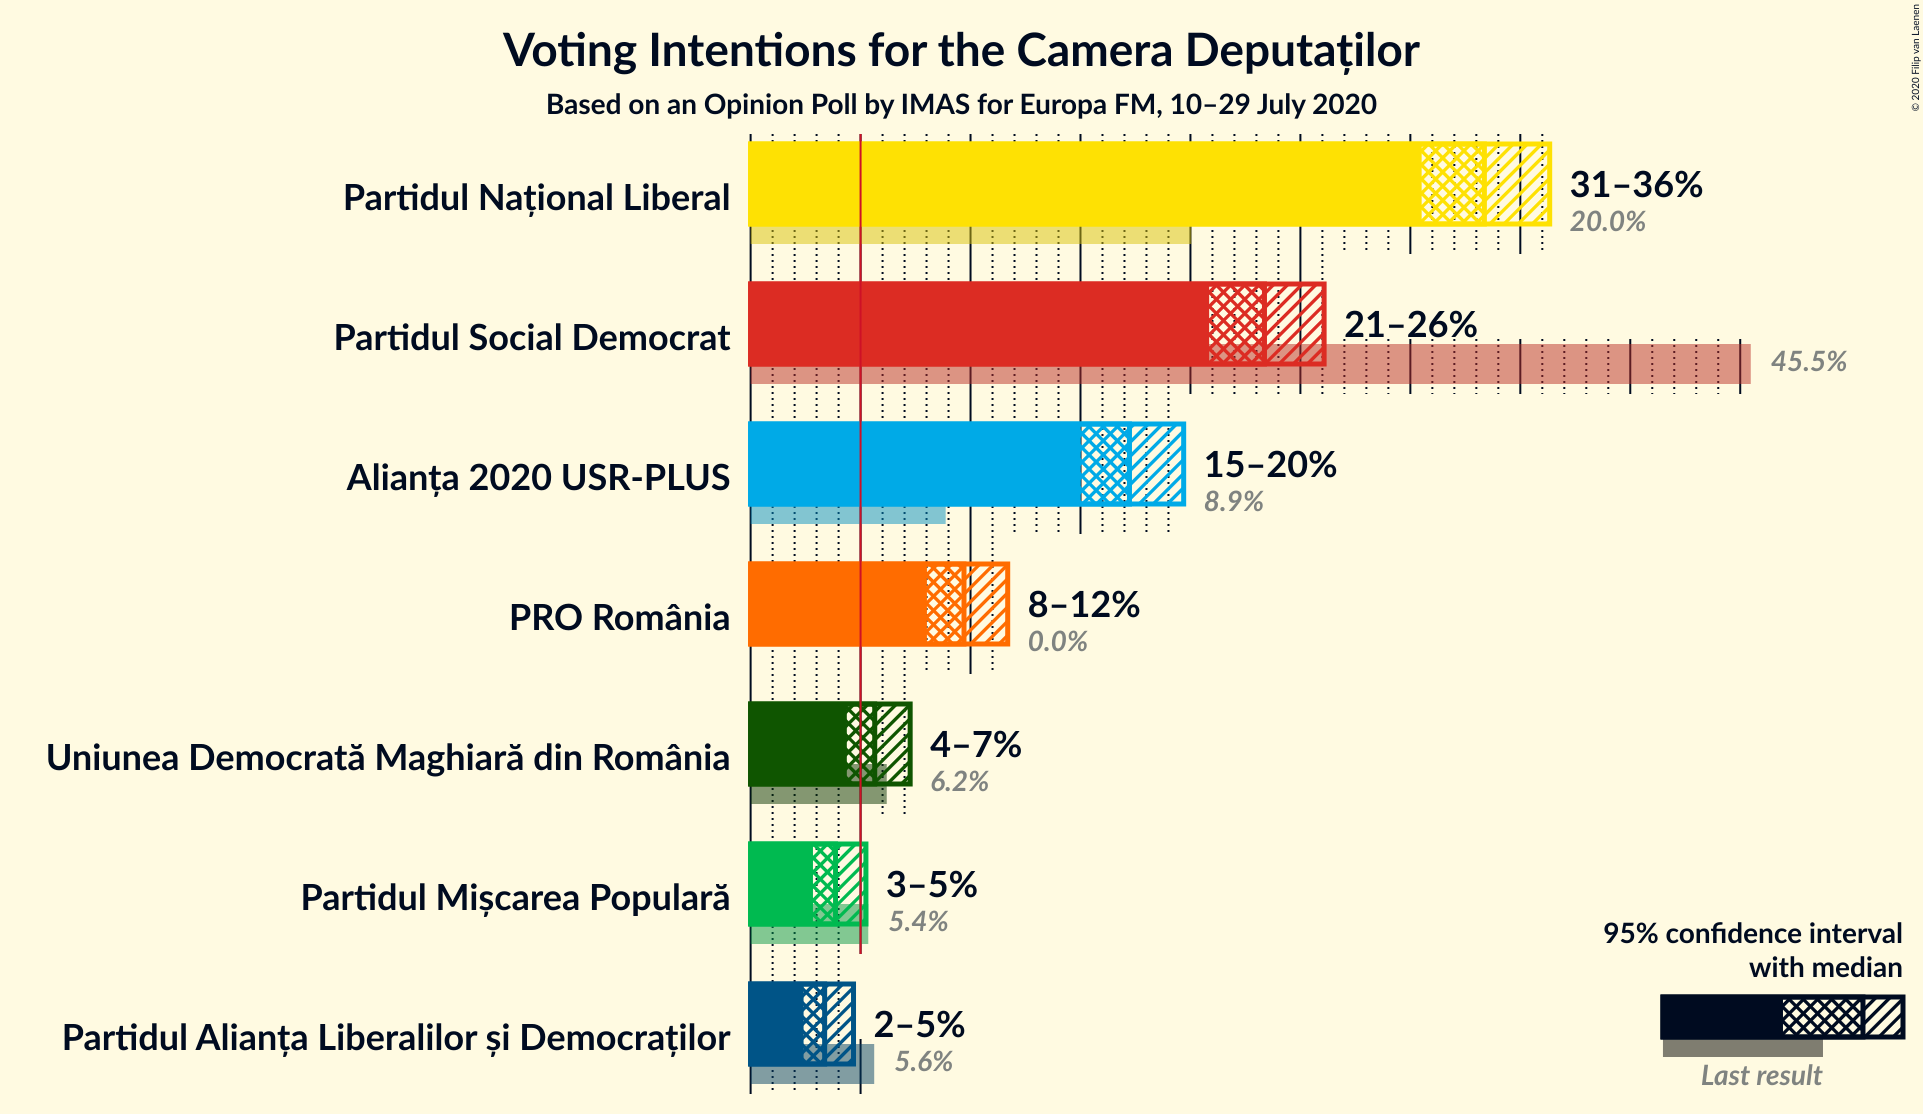 Voting Intentions for the Camera Deputaților
Based on an Opinion Poll by IMAS for Europa FM, 10–29 July 2020
© 2020 Filip van Laenen
Partidul Național Liberal
31–36%
20.0%
Partidul Social Democrat
21–26%
45.5%
Alianța 2020 USR-PLUS
15–20%
8.9%
PRO România
8–12%
0.0%
Uniunea Democrată Maghiară din România
4–7%
6.2%
Partidul Mișcarea Populară
3–5%
5.4%
Partidul Alianța Liberalilor și Democraților
2–5%
5.6%
95% confidence interval
with median
Last result